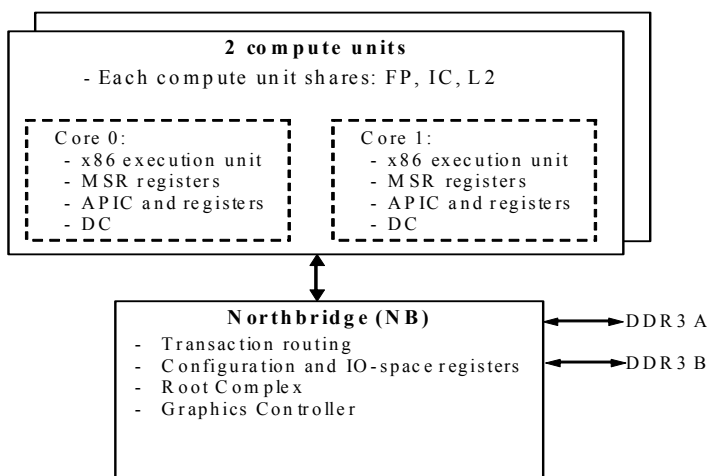 2 compute units
- Each compute unit shares: FP, IC, L2
Core 0:
- x86 execution unit
- MSR registers
- APIC and registers
- DC
Core 1:
- x86 execution unit
- MSR registers
- APIC and registers
- DC
Northbridge (NB)
- Transaction routing
- Configuration and IO-space registers
- Root Complex
- Graphics Controller
DDR3 A
DDR3 B